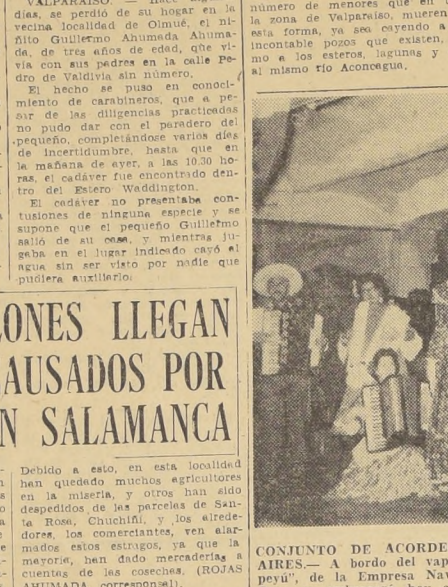 VALPARAISO. — Hace
días, se perdió de su hogar en la
vecina localidad de Olmué, el ni-
ñito Guillermo Ahumada Ahuma-
da, de tres años de edad, que vi-
vía con sus padres en la calle Pe-
dro de Valdivia sin número.
El hecho se puso en conoci-
miento de carabineros, que a pe-
sar de las diligencias practicadas
no pudo dar con el paradero del
pequeño, completándose varios días
de incertidumbre, hasta que en
la mañana de ayer, a las 10.30 ho-
ras, el cadáver fue encontrado den-
tro del Estero Waddington.
El cadáver no presentaba con-
tusiones de ninguna especie y se
supone que el pequeño Guillermo
salió de su casa, y mientras ju-
gaba en el lugar indicado cayó al
agua sin ser visto por nadie que
pudiera auxiliarlo.
número de menores que en
la zona de Valparaíso, mueren
esta forma, ya sea cayendo a
incontable pozos que existen,
mo a los esteros, lagunas y
al mismo río Aconcagua.
ONES LLEGAN
AUSADOS POR
N SALAMANCA
Debido a esto, en esta localidad
han quedado muchos agricultores
en la miseria, y otros han sido
despedidos de las parcelas de San-
ta Rosa, Chuchiñí, y los alrede-
dores, los comerciantes, ven alar-
mados estos estragos, ya que la
mayoría, han dado mercaderías a
cuentas de las cosechas, (ROJAS
AHUMADA, corresponsal).
CONJUNTO DE ACORDE
AIRES.— A bordo del va
peyú", de la Empresa Na